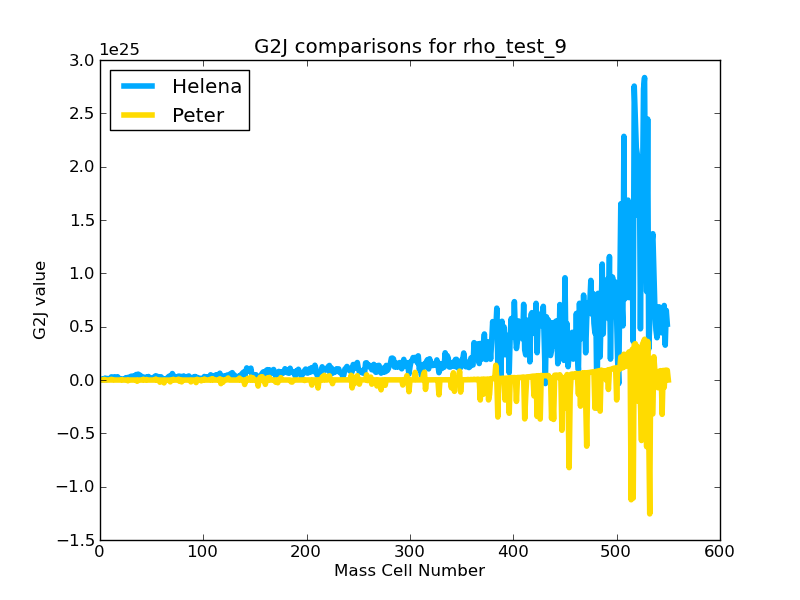 G2J comparisons for rho_test_9
1e25
Helena
Peter
3.0
2.5
2.0
1.5
1.0
0.5
0.0
−0.5
−1.0
−1.5
G2J value
0 100 200 300 400 500 600
Mass Cell Number